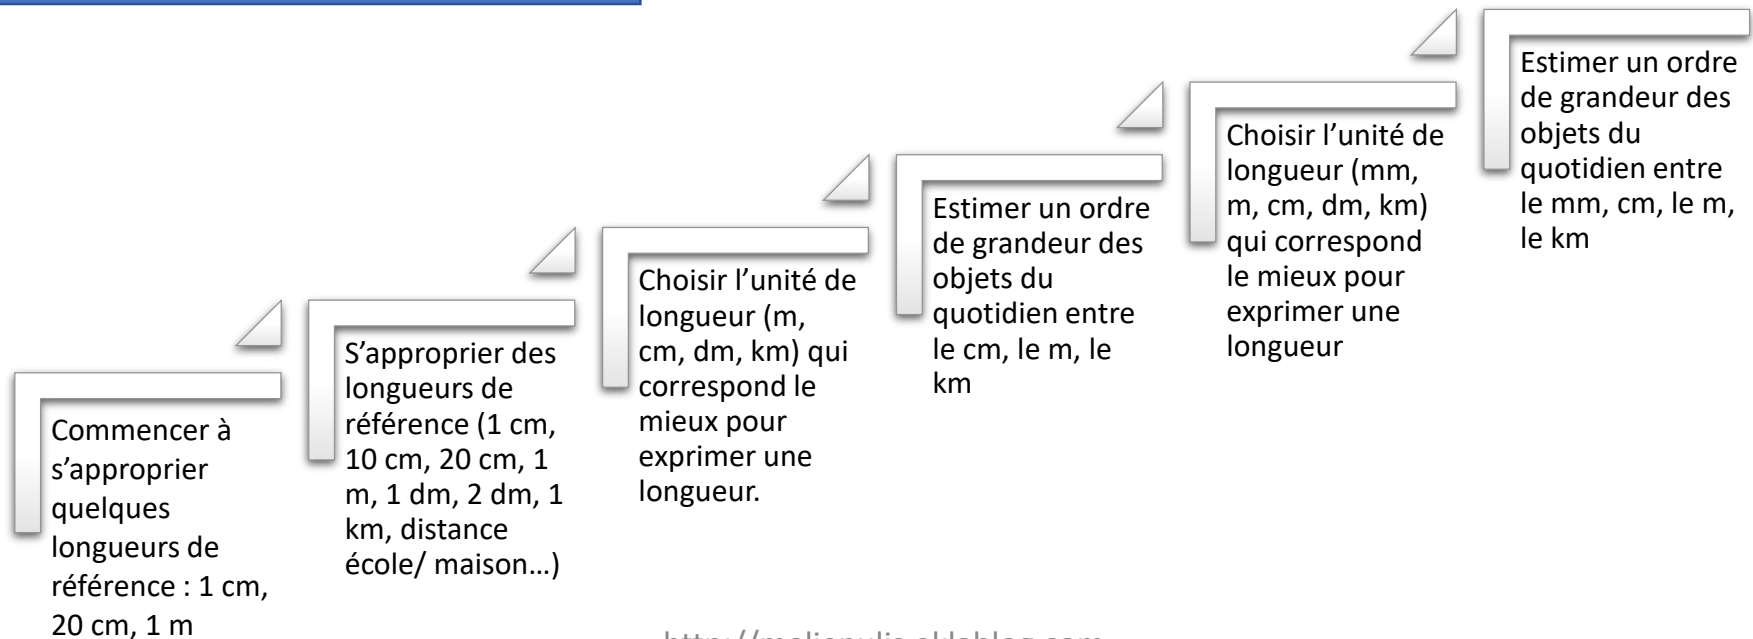 Commencer à
s'approprier
quelques
longueurs de
référence : 1 cm,
20 cm, 1 m
S'approprier des
longueurs de
référence (1 cm,
10 cm, 20 cm, 1
m, 1 dm, 2 dm, 1
km, distance
école/ maison…)
Choisir l'unité de
longueur (m,
cm, dm, km) qui
correspond le
mieux pour
exprimer une
longueur.
Estimer un ordre
de grandeur des
objets du
quotidien entre
le cm, le m, le
km
Choisir l'unité de
longueur (mm,
m, cm, dm, km)
qui correspond
le mieux pour
exprimer une
longueur
Estimer un ordre
de grandeur des
objets du
quotidien entre
le mm, cm, le m,
le km